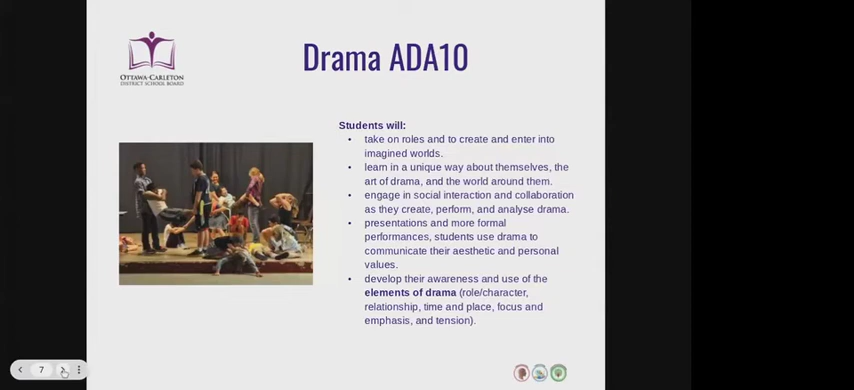 Drama ADA10
OTTAWA-CARLETON
DISTRICT SCHOOL BOARD
Students will:
• take on roles and to create and enter into
imagined worlds.
• learn in a unique way about themselves, the
art of drama, and the world around them.
• engage in social interaction and collaboration
as they create, perform, and analyse drama.
• presentations and more formal
performances, students use drama to
communicate their aesthetic and personal
values.
• develop their awareness and use of the
elements of drama (role/character,
relationship, time and place, focus and
emphasis, and tension).
7